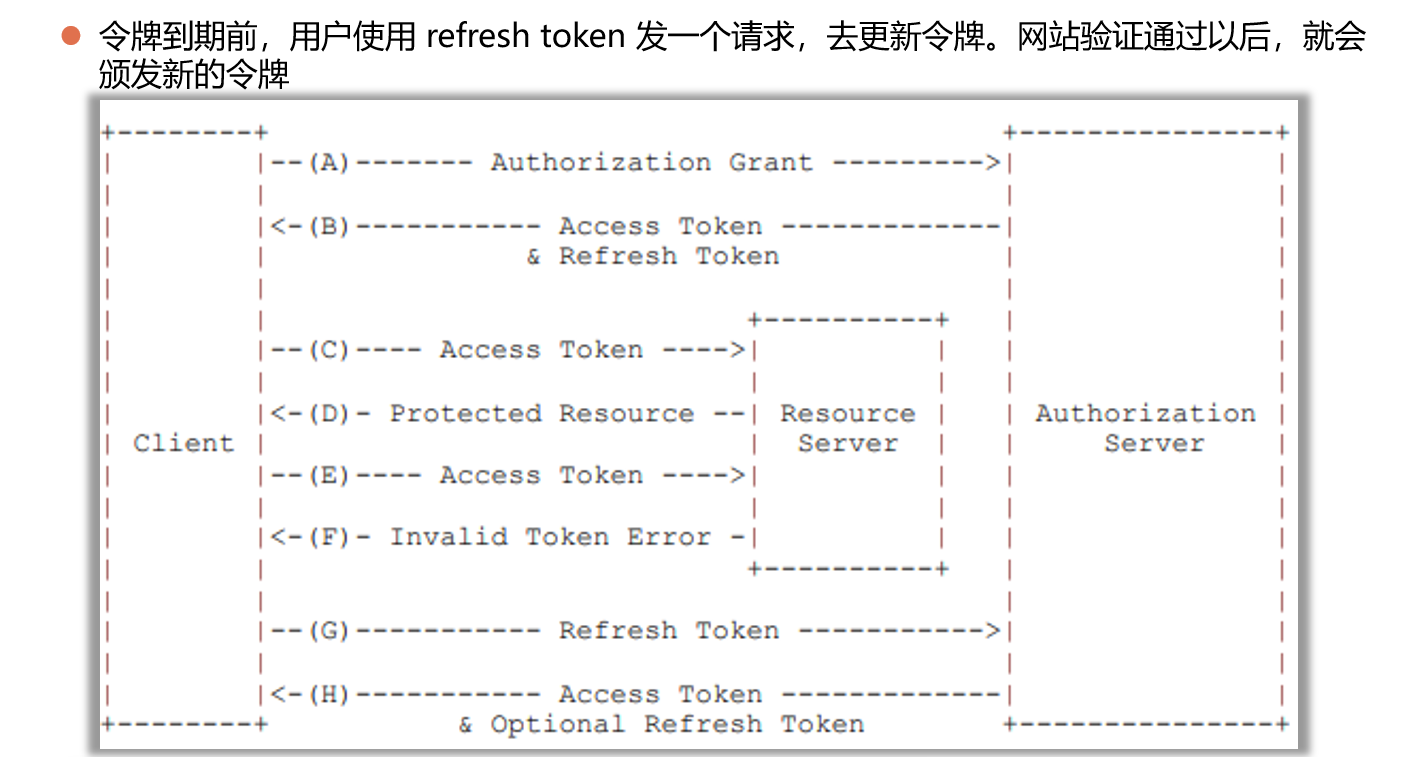 令牌到期前，用户使用 refresh token 发一个请求，去更新令牌。网站验证通过以后，就会
颁发新的令牌
+--------+                                           +---------------+
|        |--(A)------- Authorization Grant --------->|               |
|        |                                           |               |
|        |<-(B)----------- Access Token -------------|               |
|        |               & Refresh Token             |               |
|        |                                           |               |
|        |                            +----------+   |               |
|        |--(C)---- Access Token ---->|          |   |               |
|        |                            |          |   |               |
|        |<-(D)- Protected Resource --| Resource |   | Authorization |
| Client |                            |  Server  |   |     Server    |
|        |--(E)---- Access Token ---->|          |   |               |
|        |                            |          |   |               |
|        |<-(F)- Invalid Token Error -|          |   |               |
|        |                            +----------+   |               |
|        |                                           |               |
|        |--(G)----------- Refresh Token ----------->|               |
|        |                                           |               |
|        |<-(H)----------- Access Token -------------|               |
+--------+           & Optional Refresh Token        +---------------+